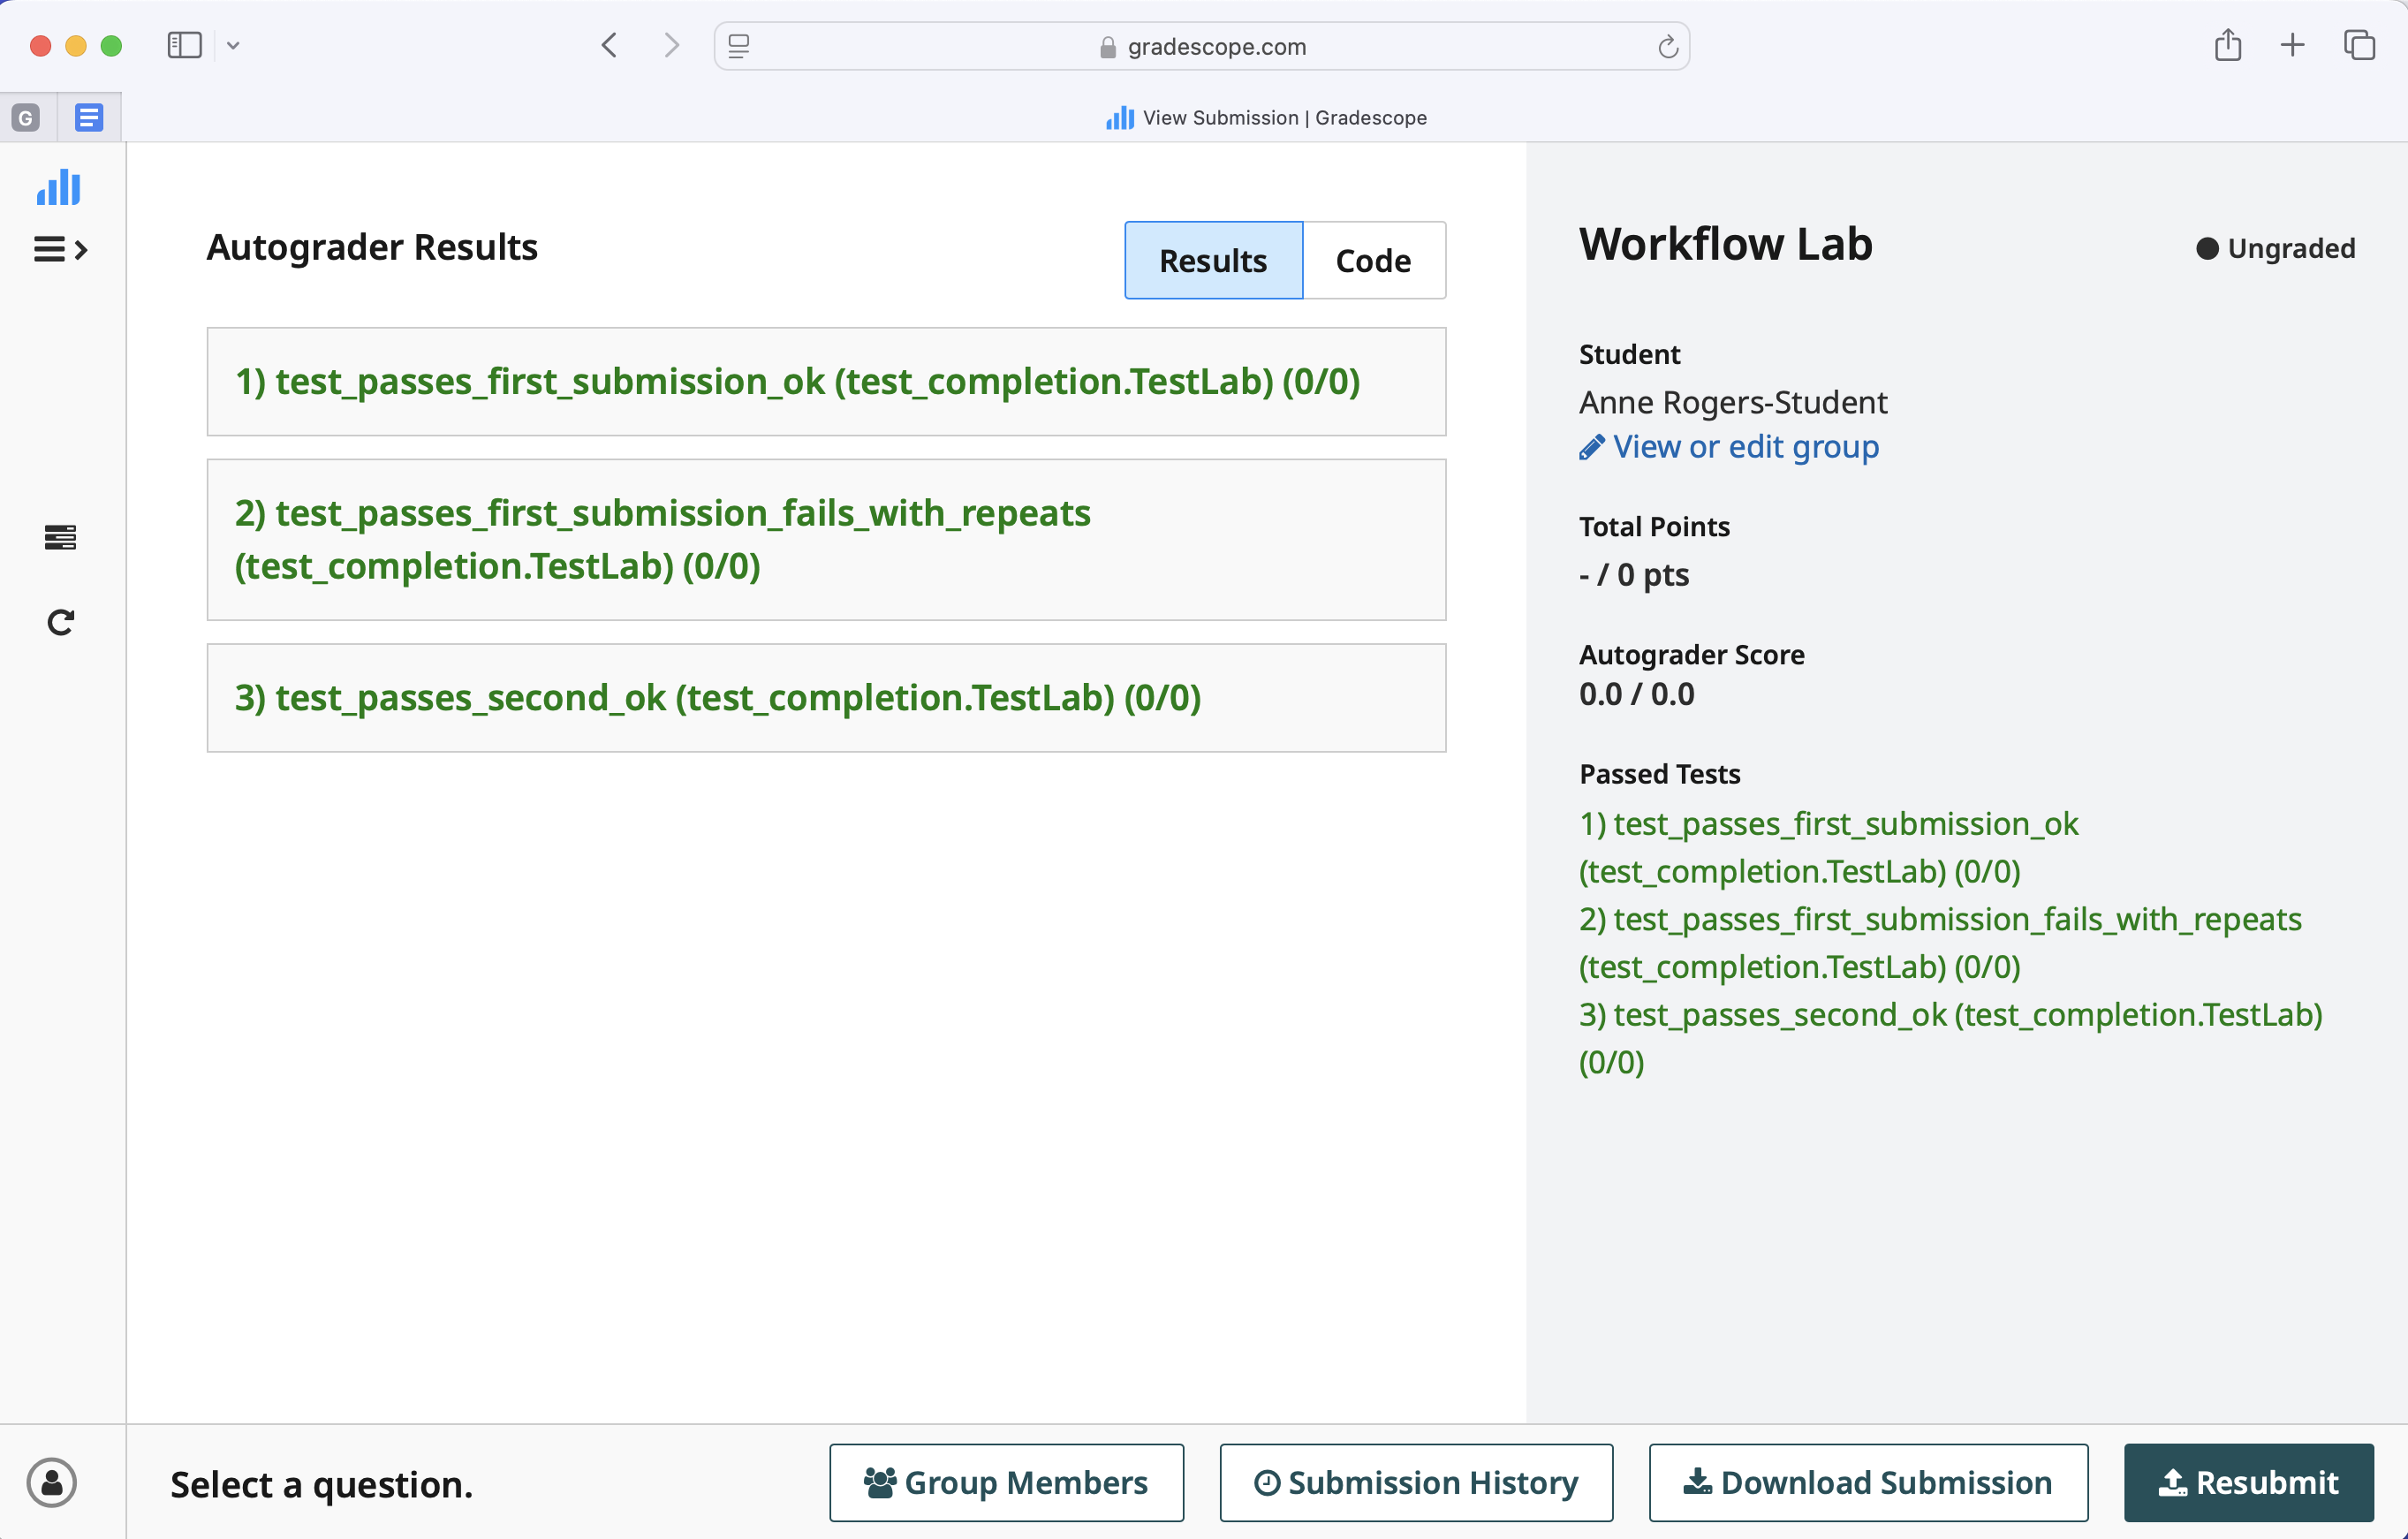 gradescope.com
G
View Submission | Gradescope
Autograder Results
Results
Code
1) test_passes_first_submission_ok (test_completion.TestLab) (0/0)
2) test_passes_first_submission_fails_with_repeats
(test_completion.TestLab) (0/0)
3) test_passes_second_ok (test_completion.TestLab) (0/0)
Workflow Lab
Ungraded
Student
Anne Rogers-Student
View or edit group
Total Points
- / 0 pts
Autograder Score
0.0 / 0.0
Passed Tests
1) test_passes_first_submission_ok
(test_completion.TestLab) (0/0)
2) test_passes_first_submission_fails_with_repeats
(test_completion.TestLab) (0/0)
3) test_passes_second_ok (test_completion.TestLab)
(0/0)
Select a question.
Group Members
Submission History
Download Submission
Resubmit